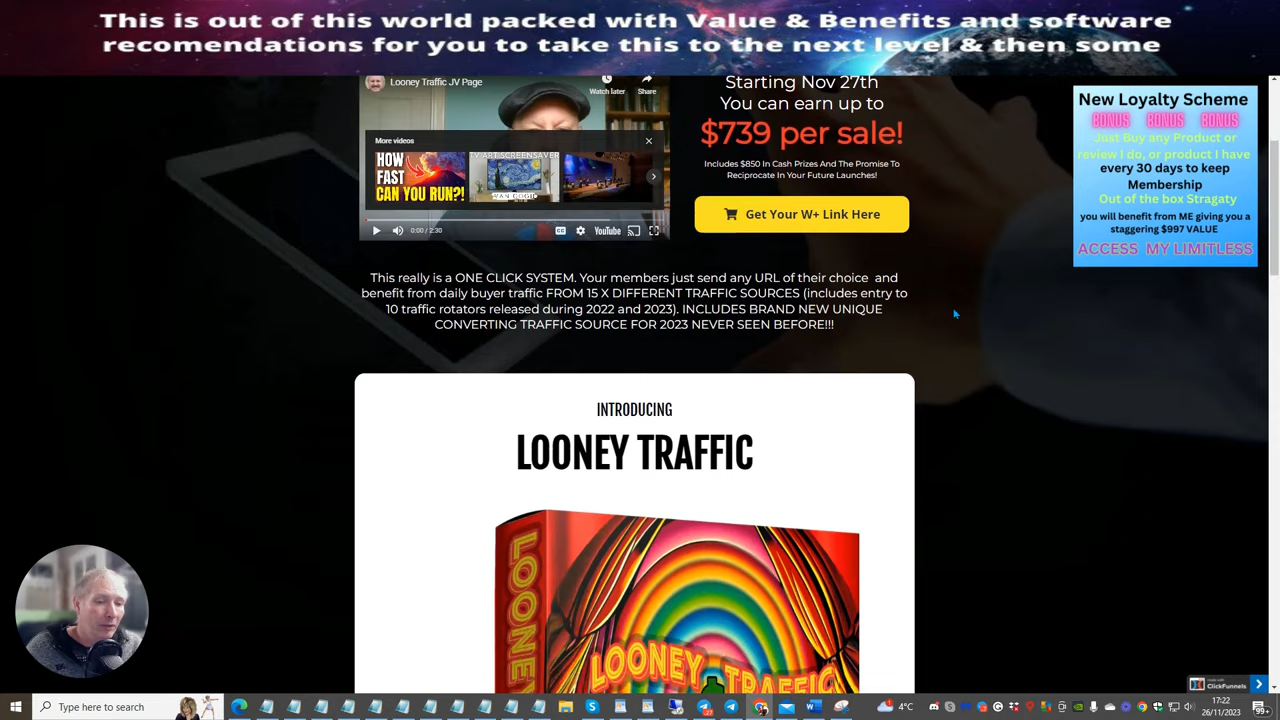 This is out of this world packed with Value & Benefits and software
recomendations for you to take this to the next level & then some
Looney Traffic JV Page
Watch later
Share
More videos
HOW FAST
CAN YOU RUN?!
TV ART SCREENSAVER
VAN GOGH
0:00 / 2:30
CC
YouTube
Starting Nov 27th
You can earn up to
$739 per sale!
Includes $850 In Cash Prizes And The Promise To
Reciprocate In Your Future Launches!
Get Your W+ Link Here
New Loyalty Scheme
BONUS BONUS BONUS
Just Buy any Product or
review I do, or product I have
every 30 days to keep
Membership
Out of the box Stragaty
you will benefit from ME giving you a
staggering $997 VALUE
ACCESS MY LIMITLESS
This really is a ONE CLICK SYSTEM. Your members just send any URL of their choice and
benefit from daily buyer traffic FROM 15 X DIFFERENT TRAFFIC SOURCES (includes entry to
10 traffic rotators released during 2022 and 2023). INCLUDES BRAND NEW UNIQUE
CONVERTING TRAFFIC SOURCE FOR 2023 NEVER SEEN BEFORE!!!
INTRODUCING
LOONEY TRAFFIC
LOONEY
LOONEY TRAFFIC
ClickFunnels
Type here to search
27
4°C
17:22
26/11/2023
99+